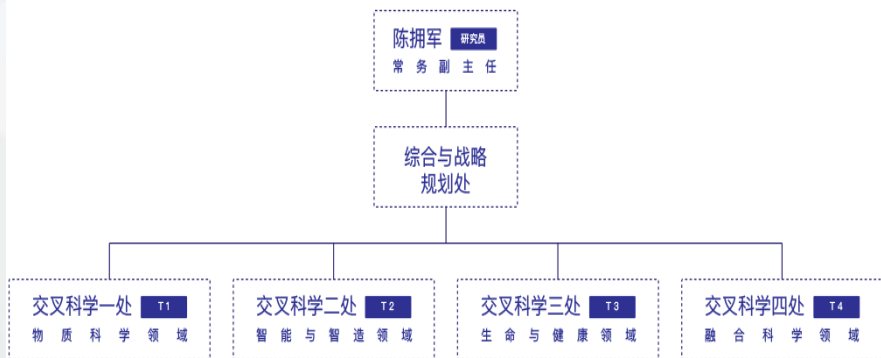 陈拥军 研究员
常务副主任
综合与战略
规划处
交叉科学一处 T1
物质科学领域
交叉科学二处 T2
智能与智造领域
交叉科学三处 T3
生命与健康领域
交叉科学四处 T4
融合科学领域